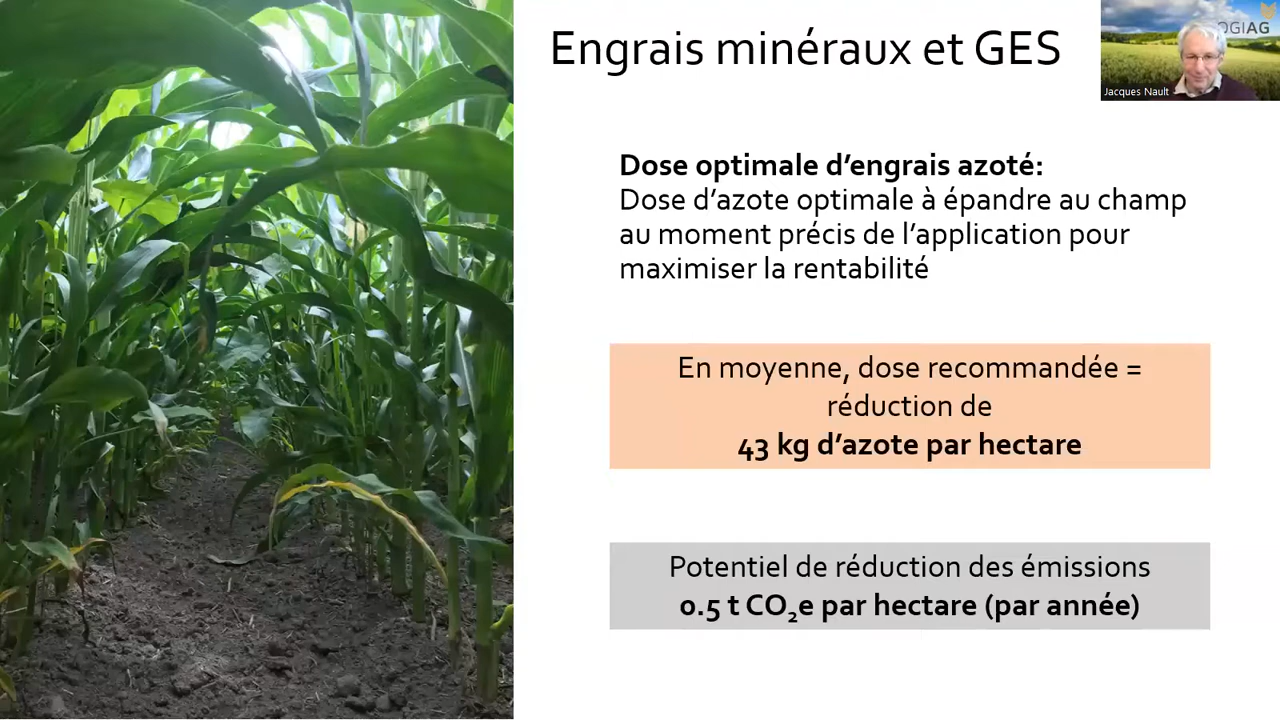 Engrais minéraux et GES
OGIAG
Jacques Nault
Dose optimale d’engrais azoté:
Dose d’azote optimale à épandre au champ
au moment précis de l’application pour
maximiser la rentabilité
En moyenne, dose recommandée =
réduction de
43 kg d’azote par hectare
Potentiel de réduction des émissions
0.5 t CO₂e par hectare (par année)